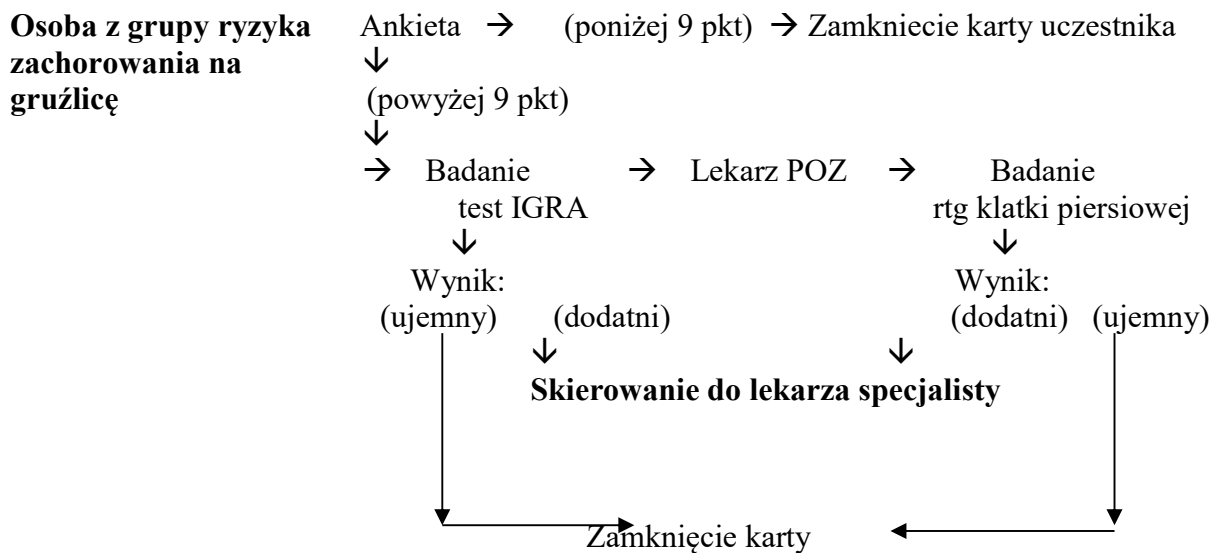 Osoba z grupy ryzyka Ankieta → (poniżej 9 pkt) → Zamkniecie karty uczestnika
zachorowania na ↓
gruźlicę (powyżej 9 pkt)
↓
→ Badanie → Lekarz POZ → Badanie
test IGRA rtg klatki piersiowej
↓ ↓
Wynik: Wynik:
(ujemny) (dodatni) (dodatni) (ujemny)
↓ ↓
Skierowanie do lekarza specjalisty
Zamknięcie karty